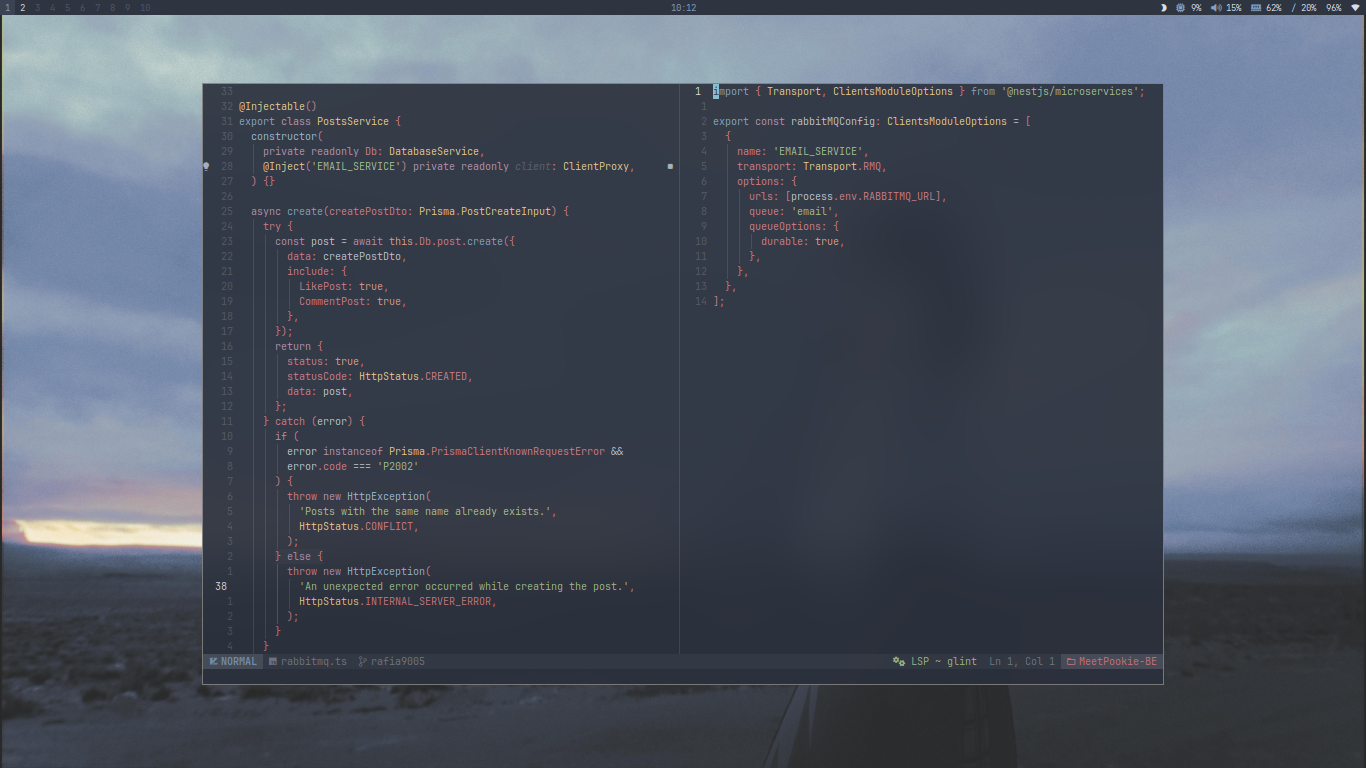 1 2 3 4 5 6 7 8 9 10 10:12 9% 15% 62% / 20% 96%
33
32 @Injectable()
31 export class PostsService {
30 constructor(
29 private readonly Db: DatabaseService,
28 @Inject('EMAIL_SERVICE') private readonly client: ClientProxy,
27 ) {}
26
25 async create(createPostDto: Prisma.PostCreateInput) {
24 try {
23 const post = await this.Db.post.create({
22 data: createPostDto,
21 include: {
20 LikePost: true,
19 CommentPost: true,
18 },
17 });
16 return {
15 status: true,
14 statusCode: HttpStatus.CREATED,
13 data: post,
12 };
11 } catch (error) {
10 if (
9 error instanceof Prisma.PrismaClientKnownRequestError &&
8 error.code === 'P2002'
7 ) {
6 throw new HttpException(
5 'Posts with the same name already exists.',
4 HttpStatus.CONFLICT,
3 );
2 } else {
1 throw new HttpException(
38 'An unexpected error occurred while creating the post.',
1 HttpStatus.INTERNAL_SERVER_ERROR,
2 );
3 }
4 }
1 import { Transport, ClientsModuleOptions } from '@nestjs/microservices';
1
2 export const rabbitMQConfig: ClientsModuleOptions = [
3 {
4 name: 'EMAIL_SERVICE',
5 transport: Transport.RMQ,
6 options: {
7 urls: [process.env.RABBITMQ_URL],
8 queue: 'email',
9 queueOptions: {
10 durable: true,
11 },
12 },
13 },
14 ];
NORMAL rabbitmq.ts rafia9005 LSP ~ glint Ln 1, Col 1 MeetPookie-BE